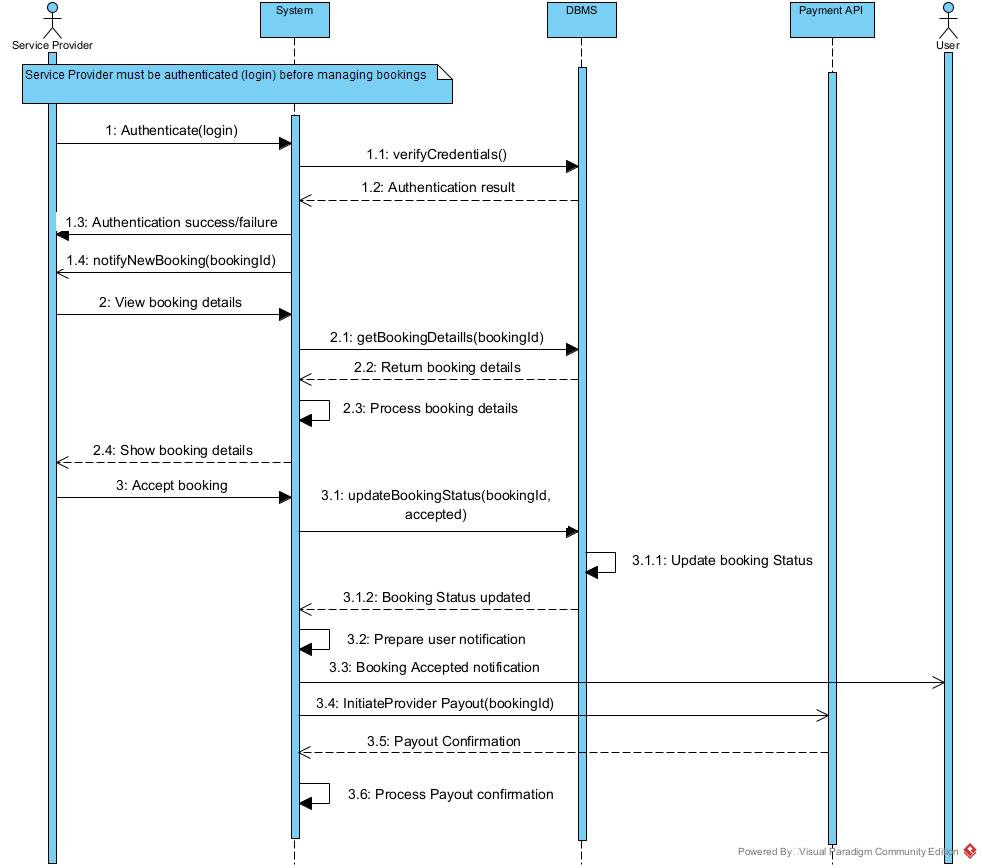 System
DBMS
Payment API
Service Provider
User
Service Provider must be authenticated (login) before managing bookings
1: Authenticate(login)
1.1: verifyCredentials()
1.2: Authentication result
1.3: Authentication success/failure
1.4: notifyNewBooking(bookingId)
2: View booking details
2.1: getBookingDetaills(bookingId)
2.2: Return booking details
2.3: Process booking details
2.4: Show booking details
3: Accept booking
3.1: updateBookingStatus(bookingId,
accepted)
3.1.1: Update booking Status
3.1.2: Booking Status updated
3.2: Prepare user notification
3.3: Booking Accepted notification
3.4: InitiateProvider Payout(bookingId)
3.5: Payout Confirmation
3.6: Process Payout confirmation
Powered By Visual Paradigm Community Edition